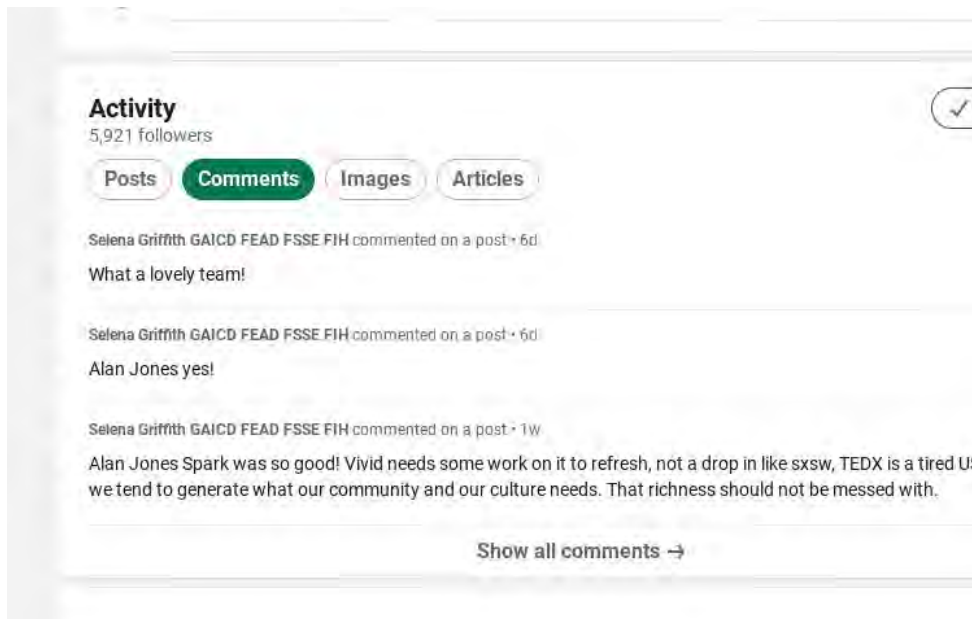 Activity
5,921 followers
Posts Comments Images Articles
Selena Griffith GAICD FEAD FSSE FIH commented on a post • 6d
What a lovely team!
Selena Griffith GAICD FEAD FSSE FIH commented on a post • 6d
Alan Jones yes!
Selena Griffith GAICD FEAD FSSE FIH commented on a post • 1w
Alan Jones Spark was so good! Vivid needs some work on it to refresh, not a drop in like sxsw, TEDX is a tired
we tend to generate what our community and our culture needs. That richness should not be messed with.
Show all comments →